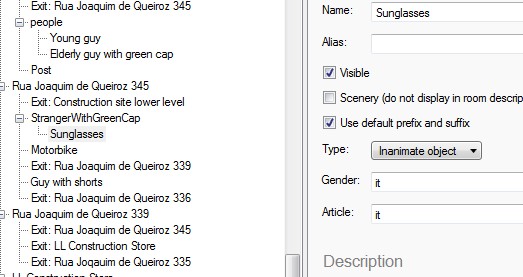 Exit: Rua Joaquim de Queiroz 345
people
Young guy
Elderly guy with green cap
Post
Rua Joaquim de Queiroz 345
Exit: Construction site lower level
StrangerWithGreenCap
Sunglasses
Motorbike
Exit: Rua Joaquim de Queiroz 339
Guy with shorts
Exit: Rua Joaquim de Queiroz 336
Rua Joaquim de Queiroz 339
Exit: Rua Joaquim de Queiroz 345
Exit: LL Construction Store
Exit: Rua Joaquim de Queiroz 335
LL Construction Store
Name: Sunglasses
Alias:
Visible
Scenery (do not display in room descrip
Use default prefix and suffix
Type: Inanimate object
Gender: it
Article: it
Description